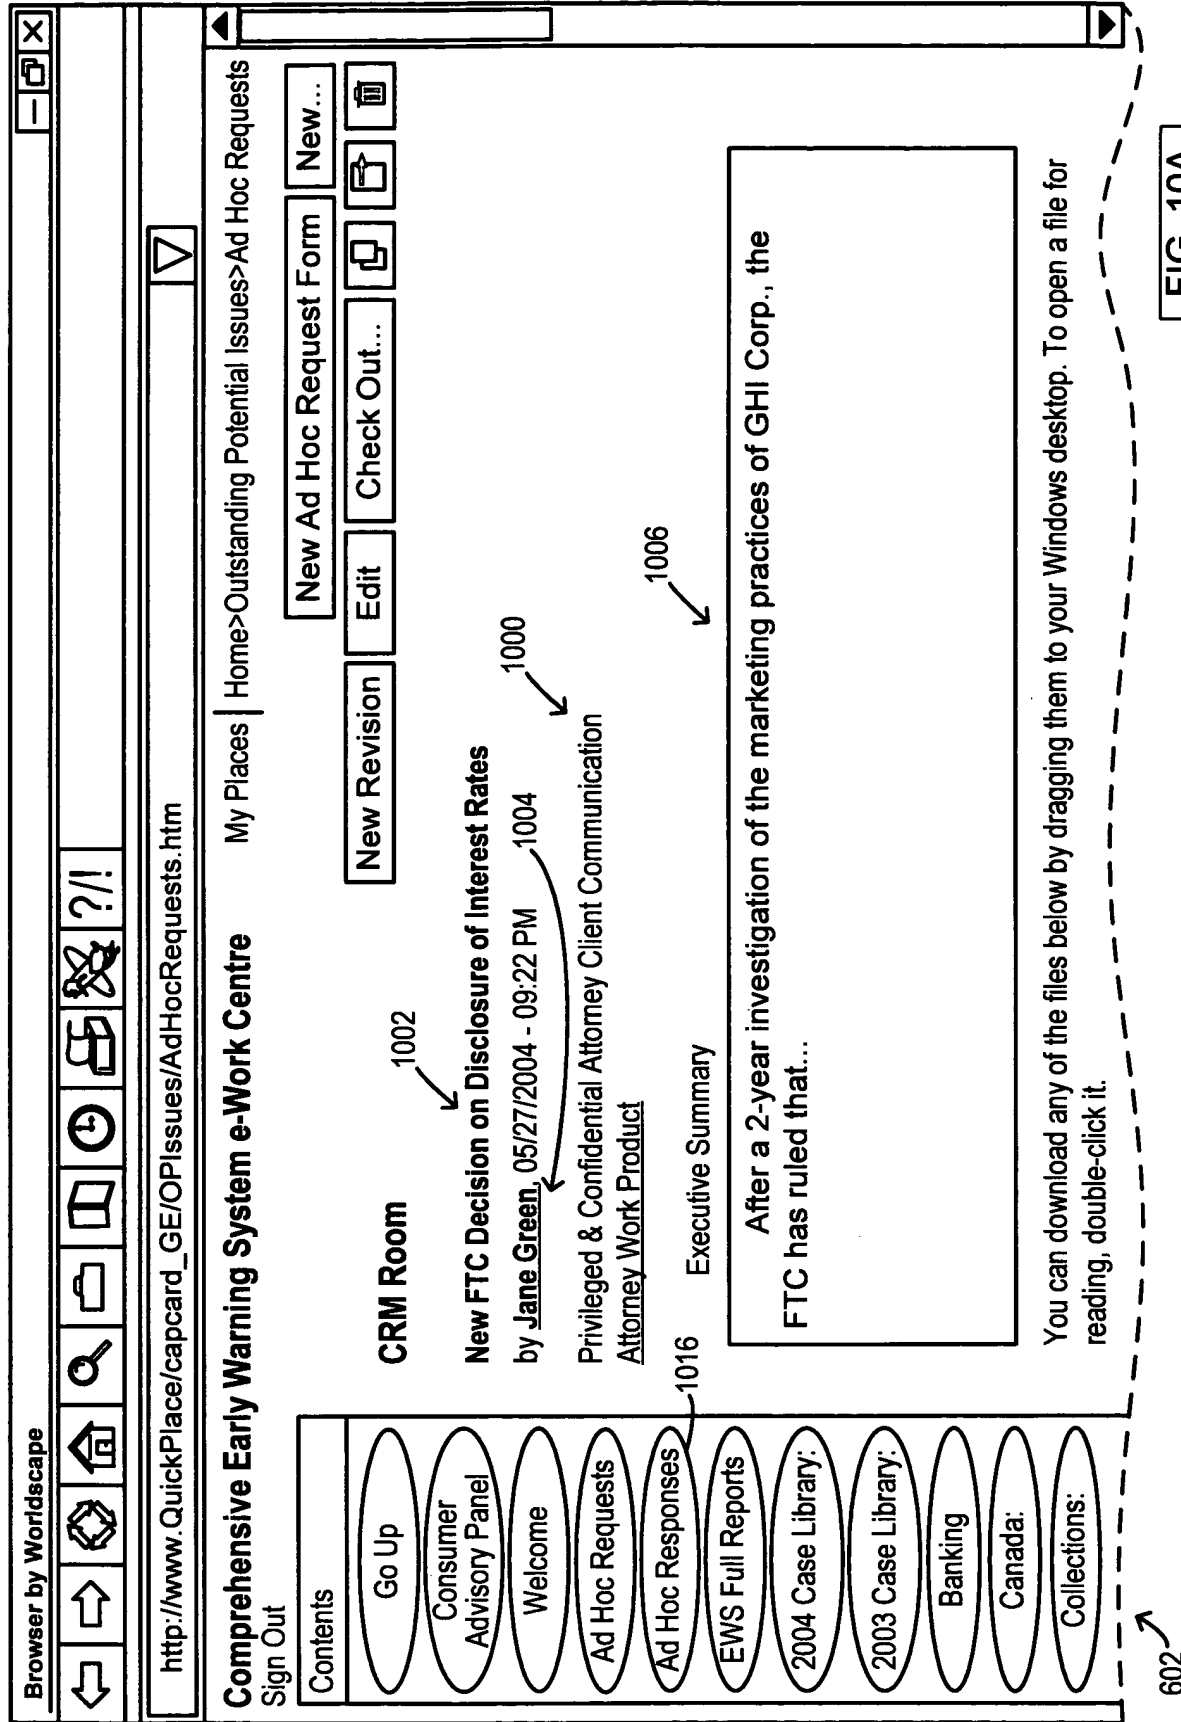 Browser by Worldscape
?/!
http://www.QuickPlace/capcard_GE/OPIssues/AdHocRequests.htm
Comprehensive Early Warning System e-Work Centre
Sign Out
My Places | Home>Outstanding Potential Issues>Ad Hoc Requests
New Ad Hoc Request Form
New...
New Revision
Edit
Check Out...
Contents
Go Up
Consumer
Advisory Panel
Welcome
Ad Hoc Requests
Ad Hoc Responses
EWS Full Reports
2004 Case Library:
2003 Case Library:
Banking
Canada:
Collections:
1016
CRM Room
1002
New FTC Decision on Disclosure of Interest Rates
by Jane Green, 05/27/2004 - 09:22 PM
1004
1000
Privileged & Confidential Attorney Client Communication
Attorney Work Product
Executive Summary
1006
After a 2-year investigation of the marketing practices of GHI Corp., the
FTC has ruled that...
You can download any of the files below by dragging them to your Windows desktop. To open a file for
reading, double-click it.
602
FIG. 10A